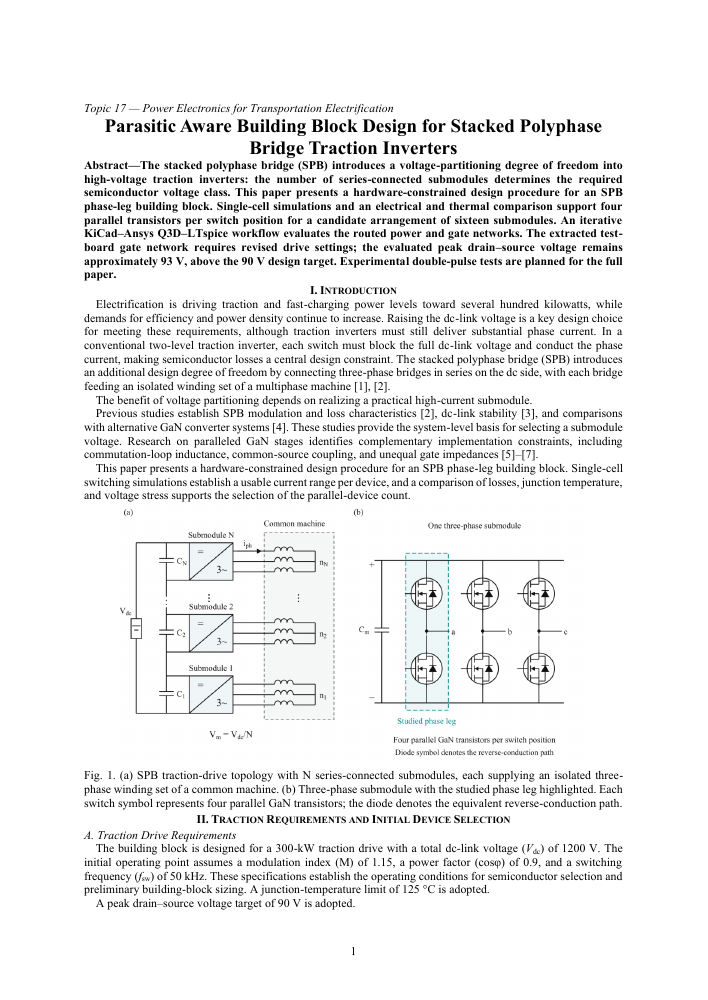 Topic 17 — Power Electronics for Transportation Electrification
Parasitic Aware Building Block Design for Stacked Polyphase
Bridge Traction Inverters
Abstract—The stacked polyphase bridge (SPB) introduces a voltage-partitioning degree of freedom into
high-voltage traction inverters: the number of series-connected submodules determines the required
semiconductor voltage class. This paper presents a hardware-constrained design procedure for an SPB
phase-leg building block. Single-cell simulations and an electrical and thermal comparison support four
parallel transistors per switch position for a candidate arrangement of sixteen submodules. An iterative
KiCad–Ansys Q3D–LTspice workflow evaluates the routed power and gate networks. The extracted test-
board gate network requires revised drive settings; the evaluated peak drain–source voltage remains
approximately 93 V, above the 90 V design target. Experimental double-pulse tests are planned for the full
paper.
I. INTRODUCTION
Electrification is driving traction and fast-charging power levels toward several hundred kilowatts, while
demands for efficiency and power density continue to increase. Raising the dc-link voltage is a key design choice
for meeting these requirements, although traction inverters must still deliver substantial phase current. In a
conventional two-level traction inverter, each switch must block the full dc-link voltage and conduct the phase
current, making semiconductor losses a central design constraint. The stacked polyphase bridge (SPB) introduces
an additional design degree of freedom by connecting three-phase bridges in series on the dc side, with each bridge
feeding an isolated winding set of a multiphase machine [1], [2].
The benefit of voltage partitioning depends on realizing a practical high-current submodule.
Previous studies establish SPB modulation and loss characteristics [2], dc-link stability [3], and comparisons
with alternative GaN converter systems [4]. These studies provide the system-level basis for selecting a submodule
voltage. Research on paralleled GaN stages identifies complementary implementation constraints, including
commutation-loop inductance, common-source coupling, and unequal gate impedances [5]–[7].
This paper presents a hardware-constrained design procedure for an SPB phase-leg building block. Single-cell
switching simulations establish a usable current range per device, and a comparison of losses, junction temperature,
and voltage stress supports the selection of the parallel-device count.
(a)
Common machine
Submodule N
iph
CN
=
3~
nN
⋮
⋮
⋮
Submodule 2
Vdc
C2
=
3~
n2
Submodule 1
C1
=
3~
n1
Vm = Vdc/N
(b)
One three-phase submodule
+
Cm
a
b
c
−
Studied phase leg
Four parallel GaN transistors per switch position
Diode symbol denotes the reverse-conduction path
Fig. 1. (a) SPB traction-drive topology with N series-connected submodules, each supplying an isolated three-
phase winding set of a common machine. (b) Three-phase submodule with the studied phase leg highlighted. Each
switch symbol represents four parallel GaN transistors; the diode denotes the equivalent reverse-conduction path.
II. TRACTION REQUIREMENTS AND INITIAL DEVICE SELECTION
A. Traction Drive Requirements
The building block is designed for a 300-kW traction drive with a total dc-link voltage (Vdc) of 1200 V. The
initial operating point assumes a modulation index (M) of 1.15, a power factor (cosφ) of 0.9, and a switching
frequency (fsw) of 50 kHz. These specifications establish the operating conditions for semiconductor selection and
preliminary building-block sizing. A junction-temperature limit of 125 °C is adopted.
A peak drain–source voltage target of 90 V is adopted.
1